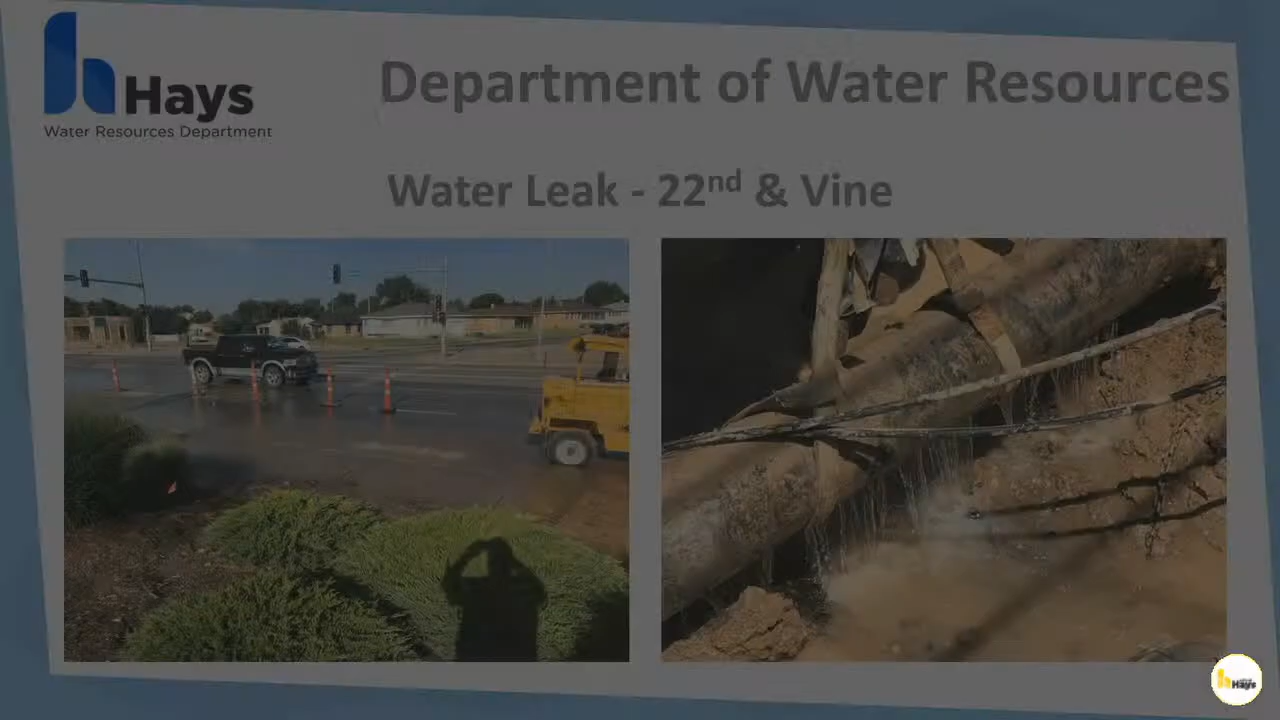 Hays
Water Resources Department
Department of Water Resources
Water Leak - 22nd & Vine
Hays